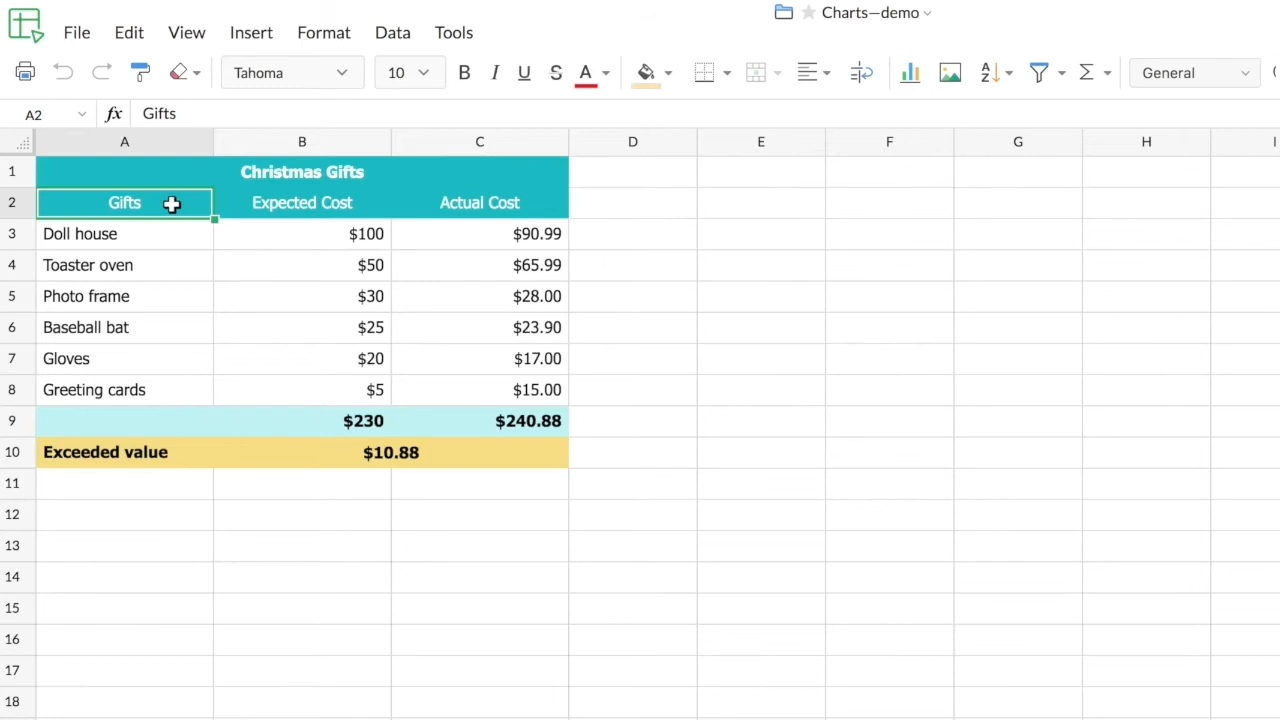 Charts—demo
File Edit View Insert Format Data Tools
Tahoma 10 B I U S A A Z Σ General
A2 fx Gifts
A B C D E F G H I
1 Christmas Gifts
2 Gifts Expected Cost Actual Cost
3 Doll house $100 $90.99
4 Toaster oven $50 $65.99
5 Photo frame $30 $28.00
6 Baseball bat $25 $23.90
7 Gloves $20 $17.00
8 Greeting cards $5 $15.00
9 $230 $240.88
10 Exceeded value $10.88
11
12
13
14
15
16
17
18